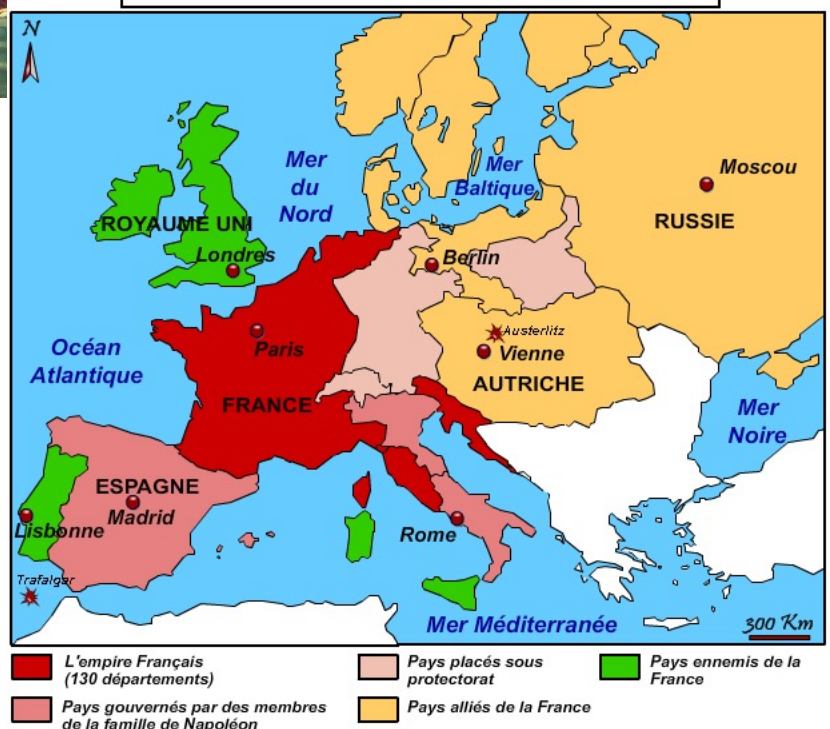 N
Mer
du
Nord
Mer
Baltique
Moscou
RUSSIE
ROYAUME UNI
Londres
Berlin
Océan
Atlantique
Paris
FRANCE
Austerlitz
Vienne
AUTRICHE
Mer
Noire
ESPAGNE
Madrid
Lisbonne
Rome
Trafalgar
Mer Méditerranée
300 Km
L'empire Français
(130 départements)
Pays gouvernés par des membres
de la famille de Napoléon
Pays placés sous
protectorat
Pays alliés de la France
Pays ennemis de la
France